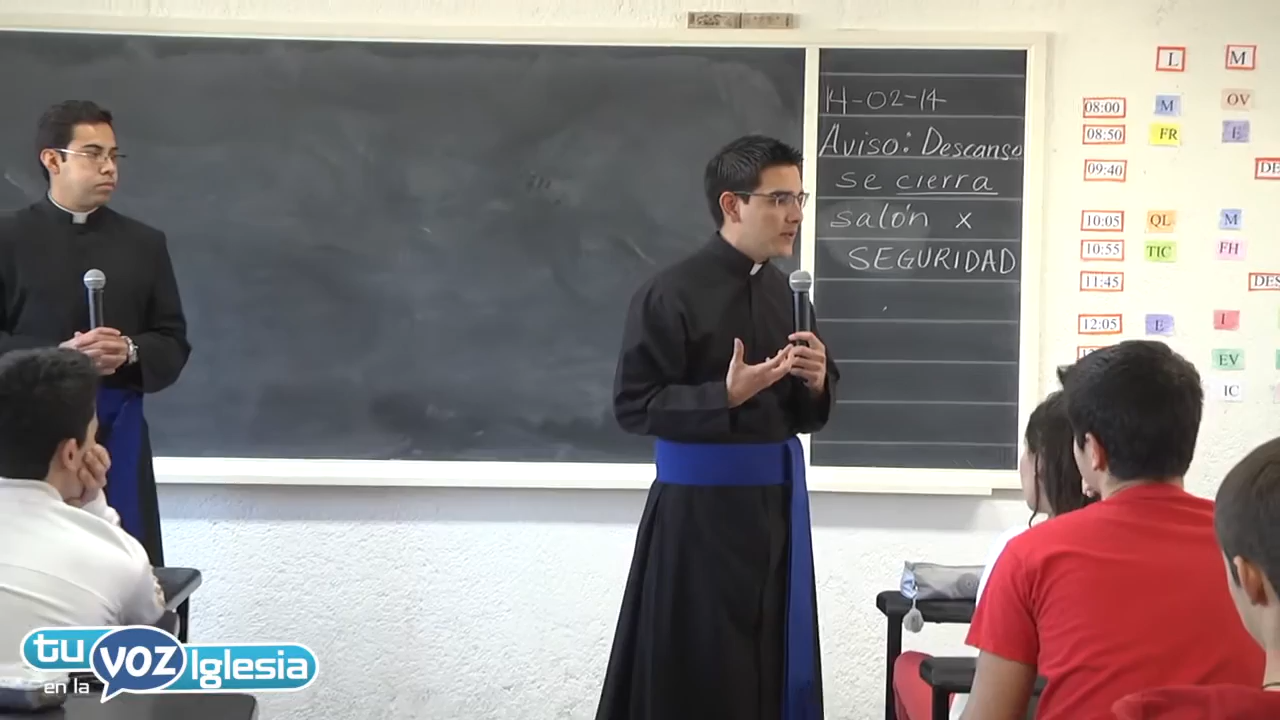 14-02-14
Aviso: Descanso
se cierra
salón x
SEGURIDAD
L M
08:00 M OV
08:50 FR E
09:40 DE
10:05 QL M
10:55 TIC FH
11:45 DES
12:05 E I
EV
IC
tu voz Iglesia
en la